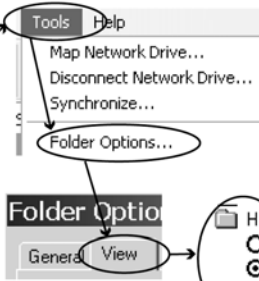 Tools Help
Map Network Drive...
Disconnect Network Drive...
Synchronize...
Folder Options...
Folder Optio
General View
H